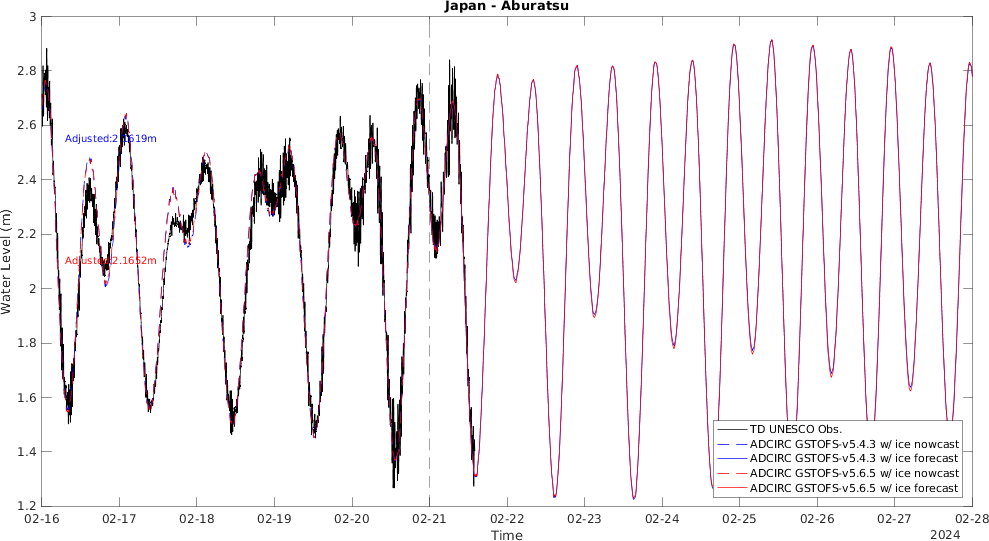 Japan - Aburatsu
3
2.8
2.6
2.4
2.2
2
1.8
1.6
1.4
1.2
Water Level (m)
Adjusted:2.1619m
Adjusted:2.1652m
TD UNESCO Obs.
ADCIRC GSTOFS-v5.4.3 w/ ice nowcast
ADCIRC GSTOFS-v5.4.3 w/ ice forecast
ADCIRC GSTOFS-v5.6.5 w/ ice nowcast
ADCIRC GSTOFS-v5.6.5 w/ ice forecast
02-16 02-17 02-18 02-19 02-20 02-21 02-22 02-23 02-24 02-25 02-26 02-27 02-28
Time
2024